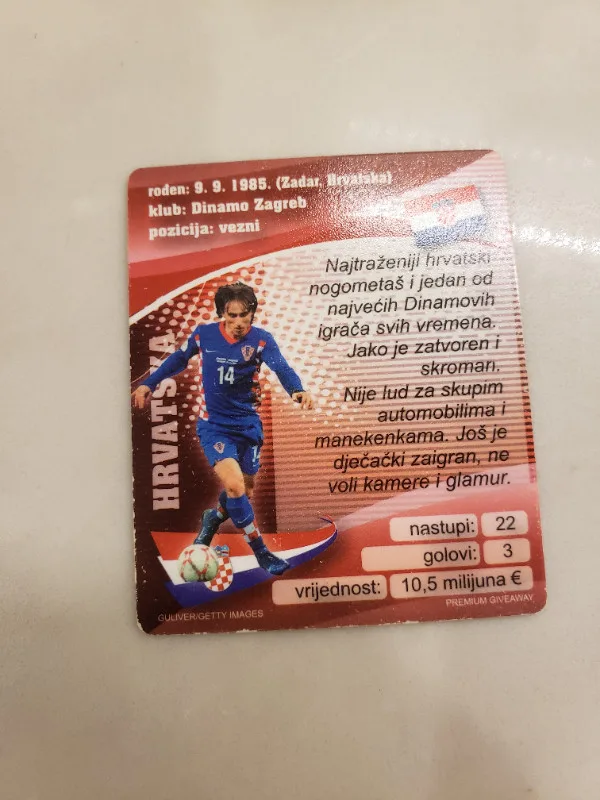 rođen: 9. 9. 1985. (Zadar, Hrvatska)
klub: Dinamo Zagreb
pozicija: vezni
Najtraženiji hrvatski
nogometaš i jedan od
najvećih Dinamovih
igrača svih vremena.
Jako je zatvoren i
skroman.
Nije lud za skupim
automobilima i
manekenkama. Još je
dječački zaigran, ne
voli kamere i glamur.
HRVATSKA
14
nastupi: 22
golovi: 3
vrijednost: 10,5 milijuna €
GULIVER/GETTY IMAGES
PREMIUM GIVEAWAY